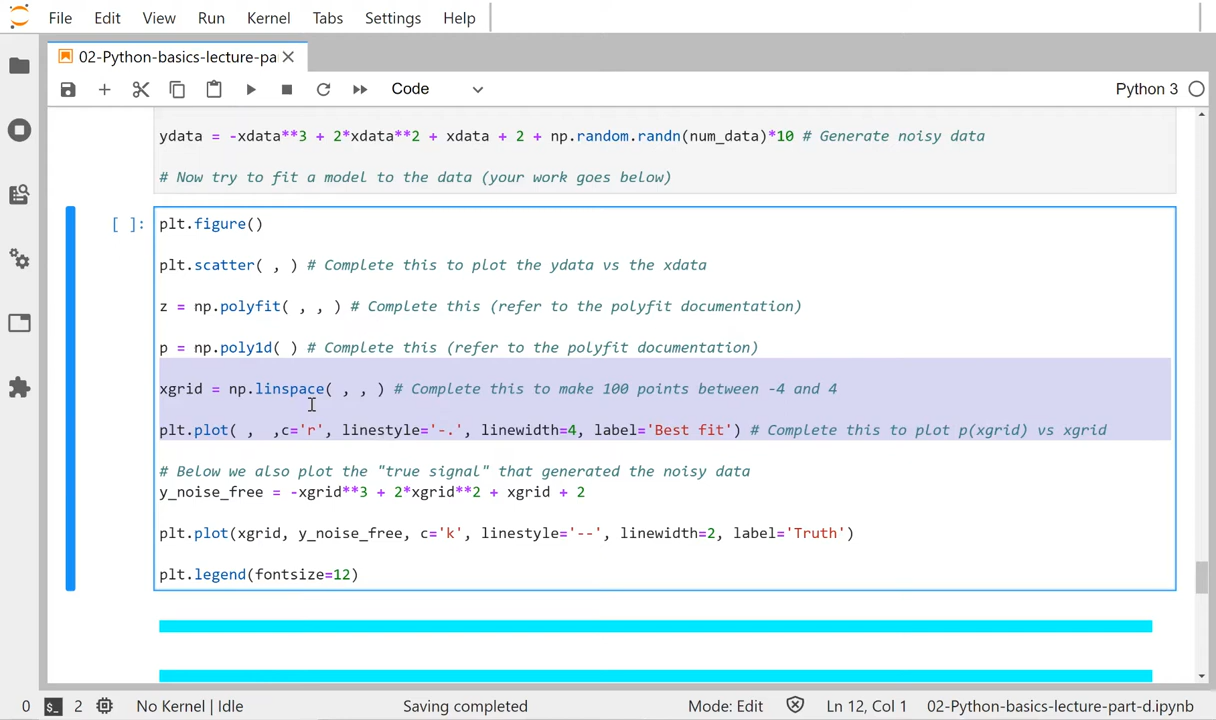 File Edit View Run Kernel Tabs Settings Help
02-Python-basics-lecture-pa
Code
Python 3
ydata = -xdata**3 + 2*xdata**2 + xdata + 2 + np.random.randn(num_data)*10 # Generate noisy data
# Now try to fit a model to the data (your work goes below)
[ ]: plt.figure()
plt.scatter( , ) # Complete this to plot the ydata vs the xdata
z = np.polyfit( , , ) # Complete this (refer to the polyfit documentation)
p = np.poly1d( ) # Complete this (refer to the polyfit documentation)
xgrid = np.linspace( , , ) # Complete this to make 100 points between -4 and 4
plt.plot( ,  ,c='r', linestyle='-.', linewidth=4, label='Best fit') # Complete this to plot p(xgrid) vs xgrid
# Below we also plot the "true signal" that generated the noisy data
y_noise_free = -xgrid**3 + 2*xgrid**2 + xgrid + 2
plt.plot(xgrid, y_noise_free, c='k', linestyle='--', linewidth=2, label='Truth')
plt.legend(fontsize=12)
0 $_ 2 No Kernel | Idle Saving completed Mode: Edit Ln 12, Col 1 02-Python-basics-lecture-part-d.ipynb